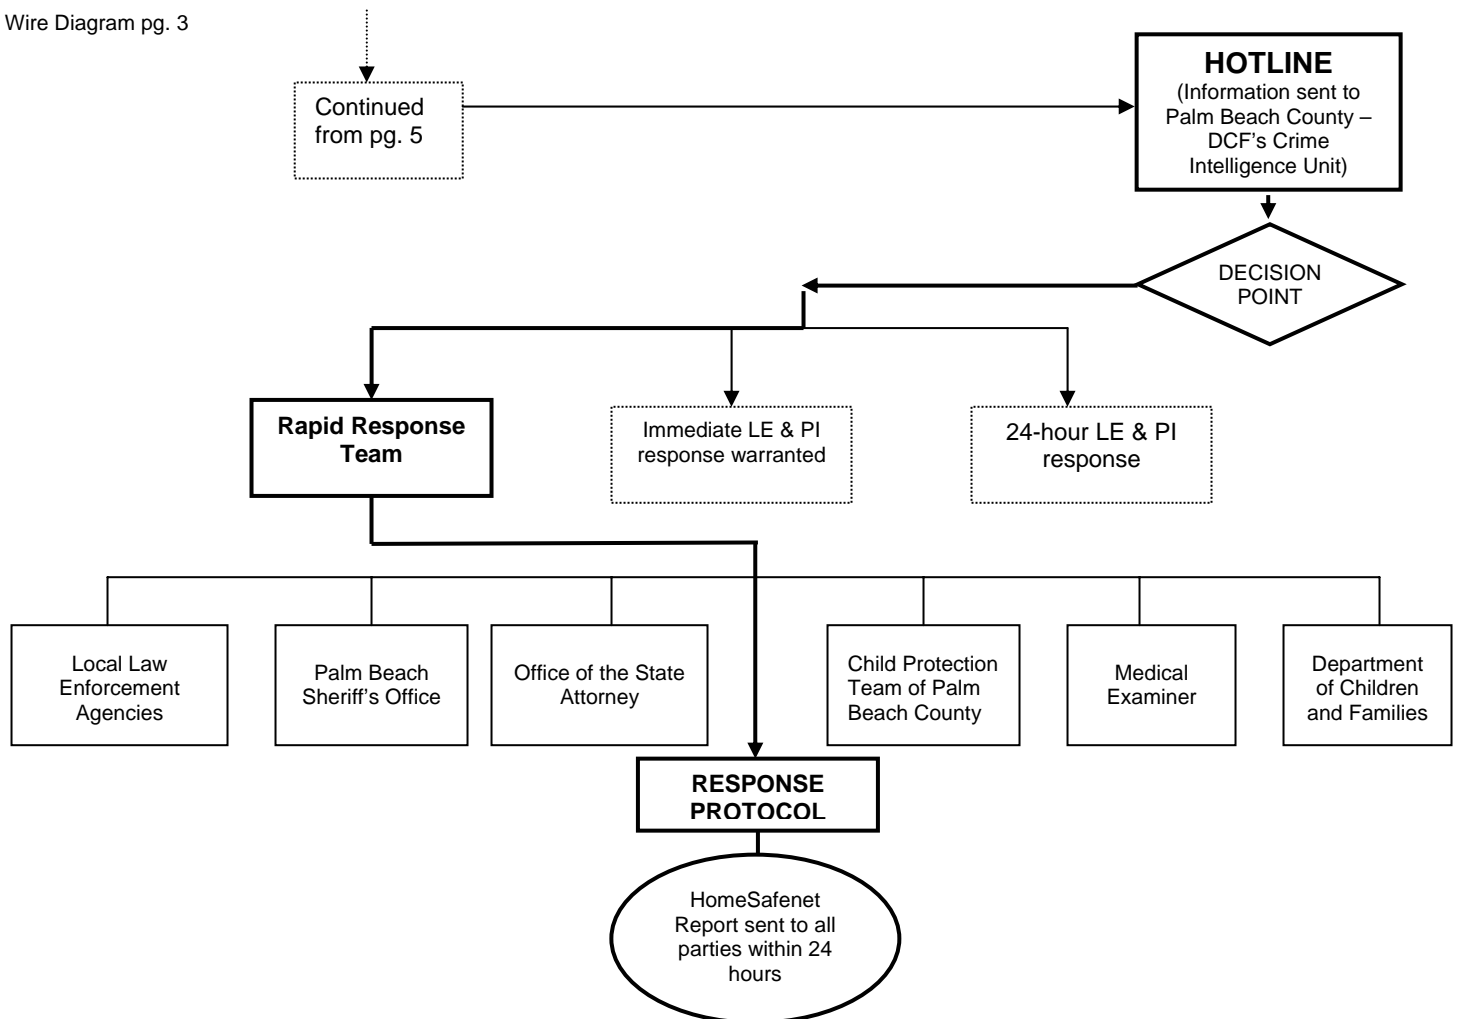 Wire Diagram pg. 3
Continued
from pg. 5
HOTLINE
(Information sent to
Palm Beach County –
DCF's Crime
Intelligence Unit)
DECISION
POINT
Rapid Response
Team
Immediate LE & PI
response warranted
24-hour LE & PI
response
Local Law
Enforcement
Agencies
Palm Beach
Sheriff's Office
Office of the State
Attorney
Child Protection
Team of Palm
Beach County
Medical
Examiner
Department
of Children
and Families
RESPONSE
PROTOCOL
HomeSafenet
Report sent to all
parties within 24
hours